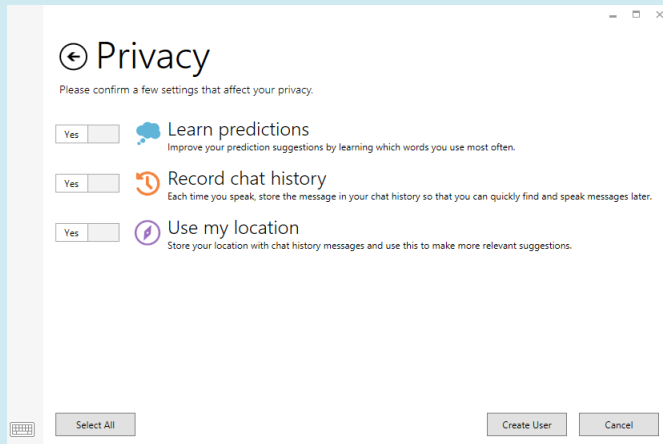 Privacy
Please confirm a few settings that affect your privacy.
Yes
Learn predictions
Improve your prediction suggestions by learning which words you use most often.
Yes
Record chat history
Each time you speak, store the message in your chat history so that you can quickly find and speak messages later.
Yes
Use my location
Store your location with chat history messages and use this to make more relevant suggestions.
Select All
Create User
Cancel